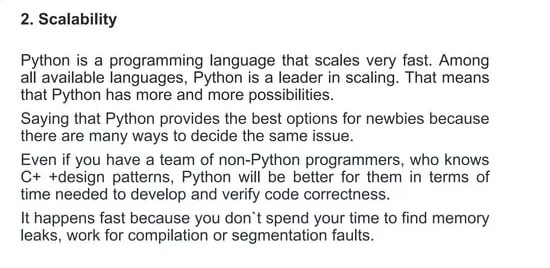 2. Scalability
Python is a programming language that scales very fast. Among
all available languages, Python is a leader in scaling. That means
that Python has more and more possibilities.
Saying that Python provides the best options for newbies because
there are many ways to decide the same issue.
Even if you have a team of non-Python programmers, who knows
C+ +design patterns, Python will be better for them in terms of
time needed to develop and verify code correctness.
It happens fast because you don`t spend your time to find memory
leaks, work for compilation or segmentation faults.